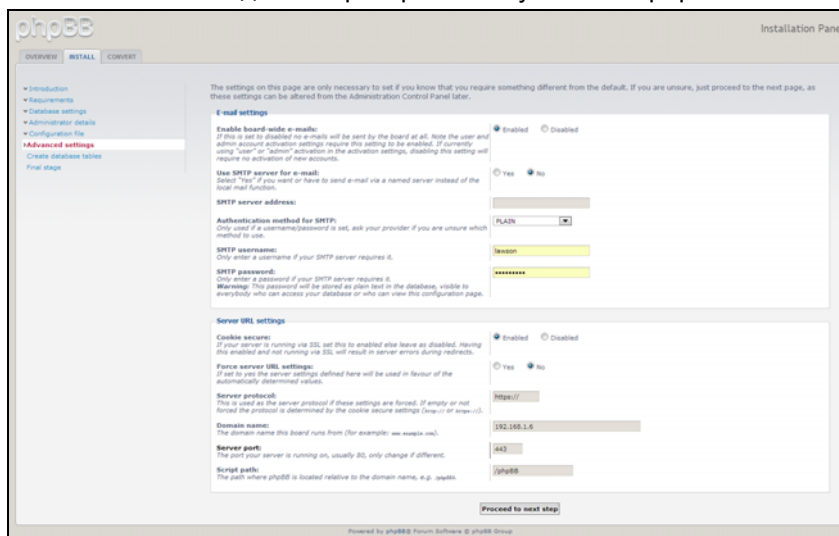 phpBB
Installation Pane
OVERVIEW INSTALL CONVERT
Introduction
Requirements
Database settings
Administrator details
Configuration file
Advanced settings
Create database tables
Final stage
The settings on this page are only necessary to set if you know that you require something different from the default. If you are unsure, just proceed to the next page, as
these settings can be altered from the Administration Control Panel later.
E-mail settings
Enable board-wide e-mails:
If this is set to disabled no e-mails will be sent by the board at all. Note the user and
admin account activation settings require this setting to be enabled. If currently
using "user" or "admin" activation in the activation settings, disabling this setting will
require no activation of new accounts.
Enabled Disabled
Use SMTP server for e-mail:
Select "Yes" if you want or have to send e-mail via a named server instead of the
local mail function.
Yes No
SMTP server address:
Authentication method for SMTP:
Only used if a username/password is set, ask your provider if you are unsure which
method to use.
PLAIN
SMTP username:
Only enter a username if your SMTP server requires it.
lawson
SMTP password:
Only enter a password if your SMTP server requires it.
Warning: This password will be stored as plain text in the database, visible to
everybody who can access your database or who can view this configuration page.
•••••••••
Server URL settings
Cookie secure:
If your server is running via SSL set this to enabled else leave as disabled. Having
this enabled and not running via SSL will result in server errors during redirects.
Enabled Disabled
Force server URL settings:
If set to yes the server settings defined here will be used in favour of the
automatically determined values.
Yes No
Server protocol:
This is used as the server protocol if these settings are forced. If empty or not
forced the protocol is determined by the cookie secure settings (http:// or https://).
https://
Domain name:
The domain name this board runs from (for example: www.example.com).
192.168.1.6
Server port:
The port your server is running on, usually 80, only change if different.
443
Script path:
The path where phpBB is located relative to the domain name, e.g. /phpBB3.
/phpBB
Proceed to next step
Powered by phpBB® Forum Software © phpBB Group